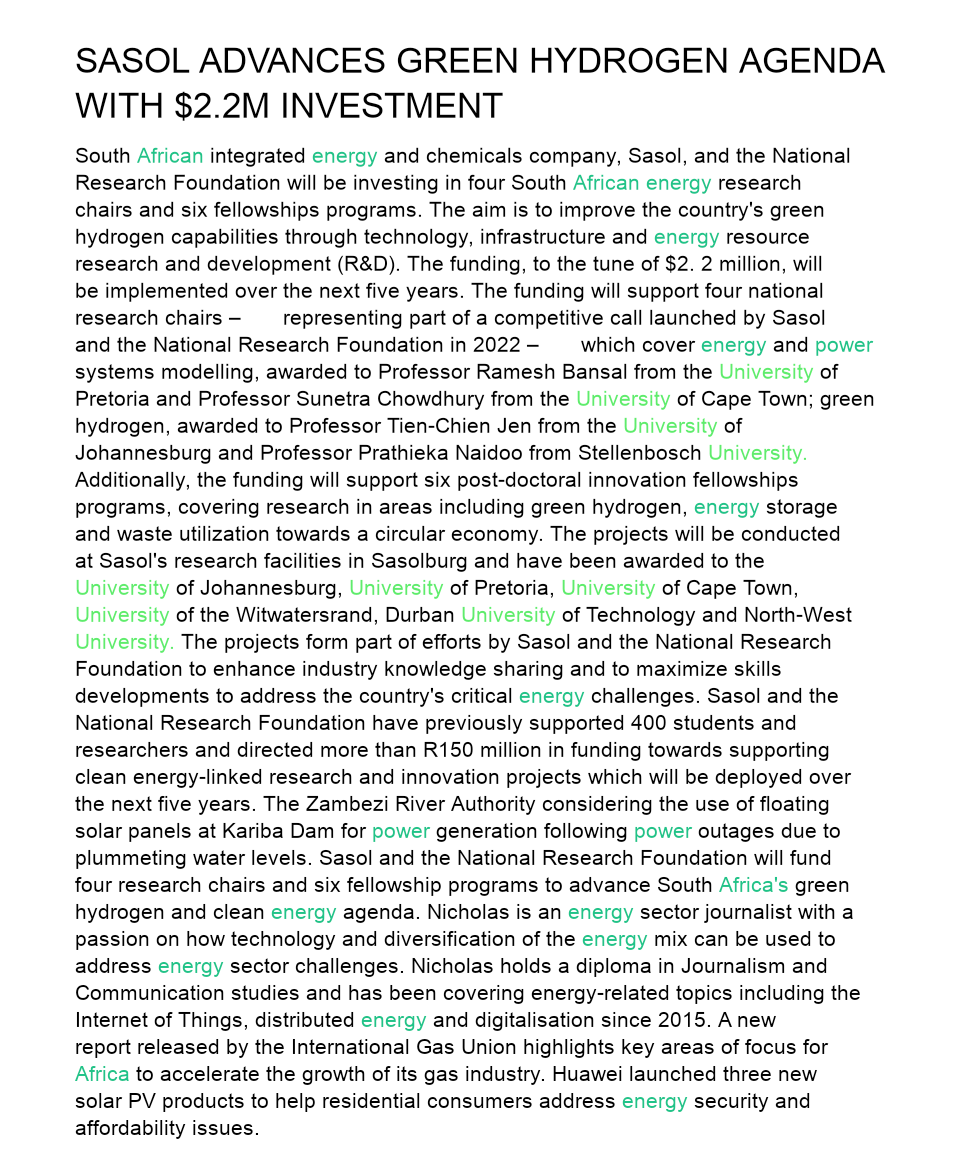 SASOL ADVANCES GREEN HYDROGEN AGENDA
WITH $2.2M INVESTMENT
South African integrated energy and chemicals company, Sasol, and the National
Research Foundation will be investing in four South African energy research
chairs and six fellowships programs. The aim is to improve the country's green
hydrogen capabilities through technology, infrastructure and energy resource
research and development (R&D). The funding, to the tune of $2. 2 million, will
be implemented over the next five years. The funding will support four national
research chairs – representing part of a competitive call launched by Sasol
and the National Research Foundation in 2022 – which cover energy and power
systems modelling, awarded to Professor Ramesh Bansal from the University of
Pretoria and Professor Sunetra Chowdhury from the University of Cape Town; green
hydrogen, awarded to Professor Tien-Chien Jen from the University of
Johannesburg and Professor Prathieka Naidoo from Stellenbosch University.
Additionally, the funding will support six post-doctoral innovation fellowships
programs, covering research in areas including green hydrogen, energy storage
and waste utilization towards a circular economy. The projects will be conducted
at Sasol's research facilities in Sasolburg and have been awarded to the
University of Johannesburg, University of Pretoria, University of Cape Town,
University of the Witwatersrand, Durban University of Technology and North-West
University. The projects form part of efforts by Sasol and the National Research
Foundation to enhance industry knowledge sharing and to maximize skills
developments to address the country's critical energy challenges. Sasol and the
National Research Foundation have previously supported 400 students and
researchers and directed more than R150 million in funding towards supporting
clean energy-linked research and innovation projects which will be deployed over
the next five years. The Zambezi River Authority considering the use of floating
solar panels at Kariba Dam for power generation following power outages due to
plummeting water levels. Sasol and the National Research Foundation will fund
four research chairs and six fellowship programs to advance South Africa's green
hydrogen and clean energy agenda. Nicholas is an energy sector journalist with a
passion on how technology and diversification of the energy mix can be used to
address energy sector challenges. Nicholas holds a diploma in Journalism and
Communication studies and has been covering energy-related topics including the
Internet of Things, distributed energy and digitalisation since 2015. A new
report released by the International Gas Union highlights key areas of focus for
Africa to accelerate the growth of its gas industry. Huawei launched three new
solar PV products to help residential consumers address energy security and
affordability issues.